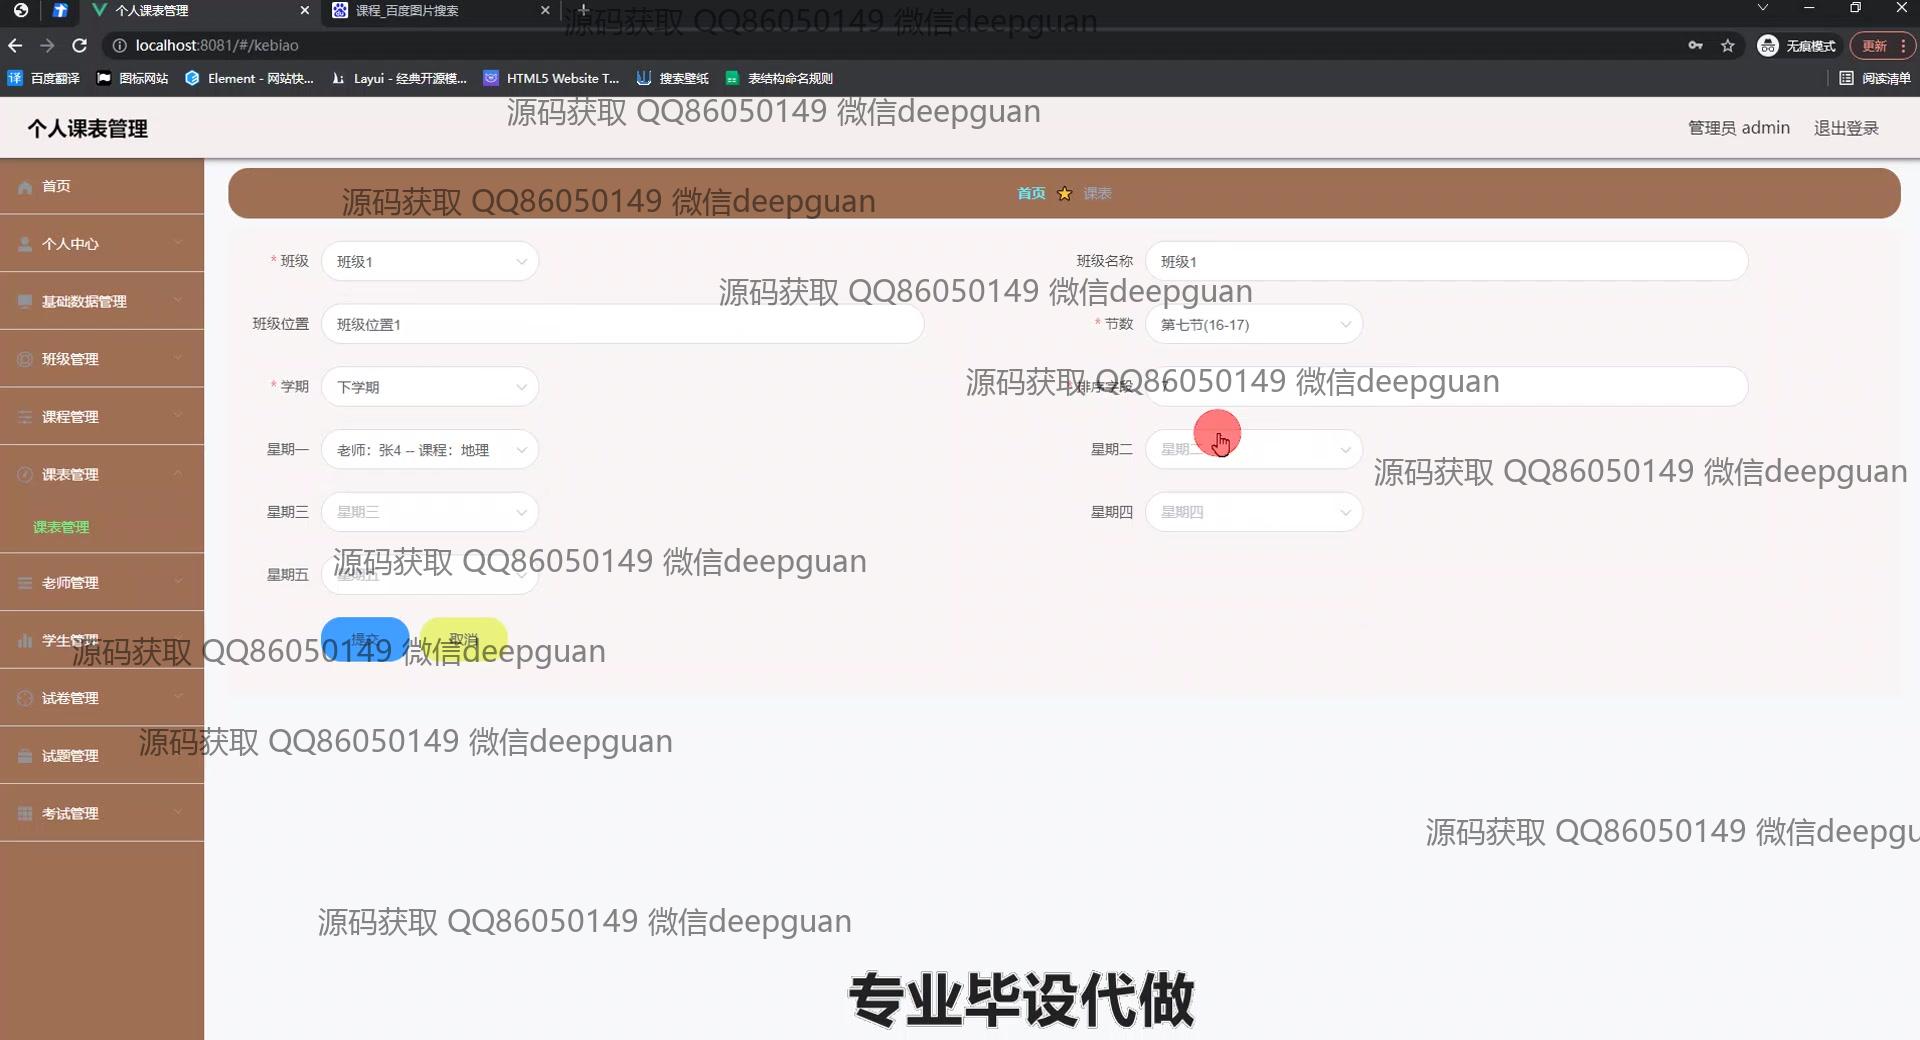 个人课表管理
课程_百度图片搜索
源码获取 QQ86050149 微信deepguan
localhost:8081/#/kebiao
无痕模式
更新
百度翻译
图标网站
Element - 网站快...
Layui - 经典开源模...
HTML5 Website T...
搜索壁纸
表结构命名规则
阅读清单
源码获取 QQ86050149 微信deepguan
个人课表管理
管理员 admin
退出登录
首页
首页
课表
源码获取 QQ86050149 微信deepguan
个人中心
* 班级
班级1
班级名称
班级1
基础数据管理
源码获取 QQ86050149 微信deepguan
班级位置
班级位置1
* 节数
第七节(16-17)
班级管理
* 学期
下学期
* 排序字段
7
源码获取 QQ86050149 微信deepguan
课程管理
星期一
老师：张4 -- 课程：地理
星期二
星期二
源码获取 QQ86050149 微信deepguan
课表管理
星期三
星期三
星期四
星期四
课表管理
星期五
星期五
源码获取 QQ86050149 微信deepguan
老师管理
提交
取消
学生管理
源码获取 QQ86050149 微信deepguan
试卷管理
试题管理
源码获取 QQ86050149 微信deepguan
考试管理
源码获取 QQ86050149 微信deepgu
源码获取 QQ86050149 微信deepguan
专业毕设代做